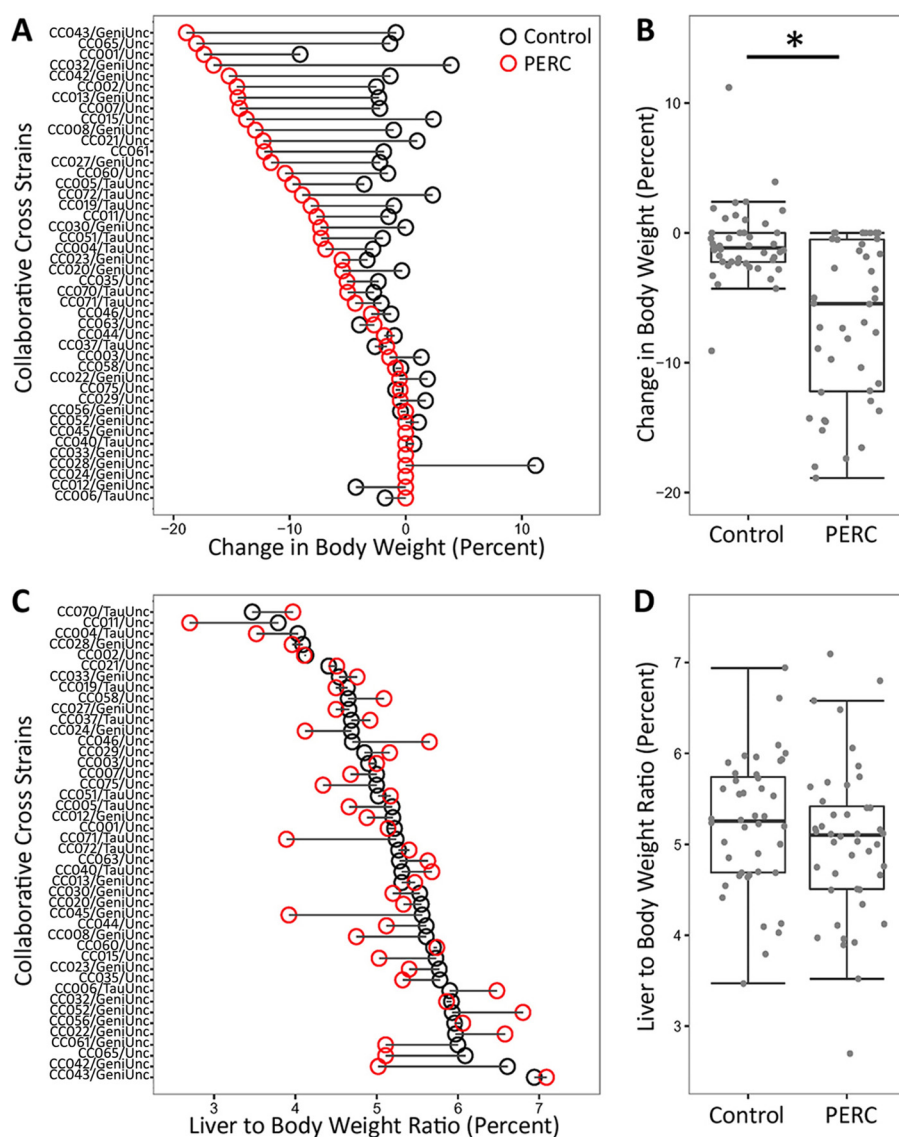 A
CC043/GeniUnc
CC065/Unc
CC001/Unc
CC032/GeniUnc
CC042/GeniUnc
CC002/Unc
CC013/GeniUnc
CC007/Unc
CC015/Unc
CC008/GeniUnc
CC021/Unc
CC061
CC027/GeniUnc
CC060/Unc
CC005/TauUnc
CC072/TauUnc
CC019/TauUnc
CC011/Unc
CC030/GeniUnc
CC051/TauUnc
CC004/TauUnc
CC023/GeniUnc
CC020/GeniUnc
CC035/Unc
CC070/TauUnc
CC071/TauUnc
CC046/Unc
CC063/Unc
CC044/Unc
CC037/TauUnc
CC003/Unc
CC058/Unc
CC022/GeniUnc
CC075/Unc
CC029/Unc
CC056/GeniUnc
CC052/GeniUnc
CC045/GeniUnc
CC040/TauUnc
CC033/GeniUnc
CC028/GeniUnc
CC024/GeniUnc
CC012/GeniUnc
CC006/TauUnc
Collaborative Cross Strains
Control
PERC
−20 −10 0 10
Change in Body Weight (Percent)
B
*
Change in Body Weight (Percent)
10
0
−10
−20
Control PERC
C
CC070/TauUnc
CC011/Unc
CC004/TauUnc
CC028/GeniUnc
CC002/Unc
CC021/Unc
CC033/GeniUnc
CC019/TauUnc
CC058/Unc
CC027/GeniUnc
CC037/TauUnc
CC024/GeniUnc
CC046/Unc
CC029/Unc
CC003/Unc
CC007/Unc
CC075/Unc
CC051/TauUnc
CC005/TauUnc
CC012/GeniUnc
CC001/Unc
CC071/TauUnc
CC072/TauUnc
CC063/Unc
CC040/TauUnc
CC013/GeniUnc
CC030/GeniUnc
CC020/GeniUnc
CC045/GeniUnc
CC044/Unc
CC008/GeniUnc
CC060/Unc
CC015/Unc
CC023/GeniUnc
CC035/Unc
CC006/TauUnc
CC032/GeniUnc
CC052/GeniUnc
CC056/GeniUnc
CC022/GeniUnc
CC061/GeniUnc
CC065/Unc
CC042/GeniUnc
CC043/GeniUnc
Collaborative Cross Strains
3 4 5 6 7
Liver to Body Weight Ratio (Percent)
D
Liver to Body Weight Ratio (Percent)
7
6
5
4
3
Control PERC